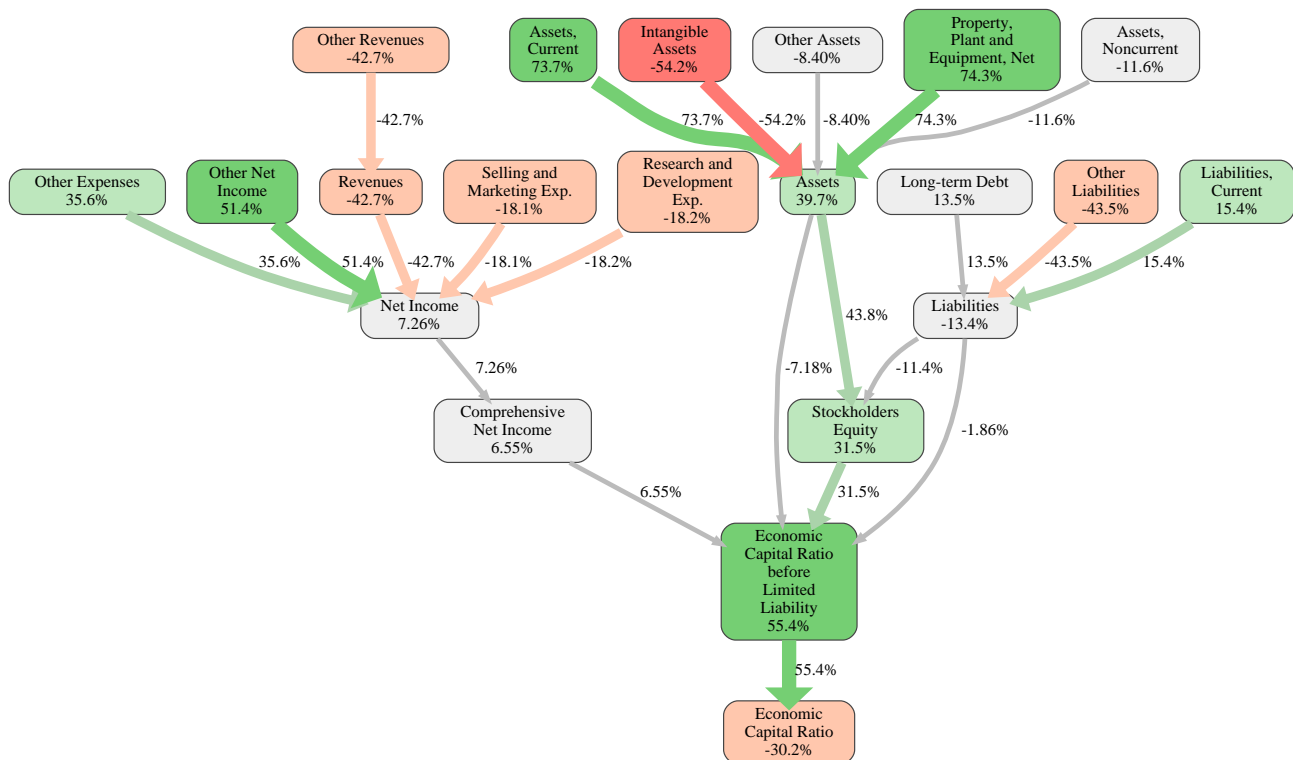 Other Revenues
-42.7%
Assets,
Current
73.7%
Intangible
Assets
-54.2%
Other Assets
-8.40%
Property,
Plant and
Equipment, Net
74.3%
Assets,
Noncurrent
-11.6%
-42.7%
73.7%
-54.2%
-8.40%
74.3%
-11.6%
Other Expenses
35.6%
Other Net
Income
51.4%
Revenues
-42.7%
Selling and
Marketing Exp.
-18.1%
Research and
Development
Exp.
-18.2%
Assets
39.7%
Long-term Debt
13.5%
Other
Liabilities
-43.5%
Liabilities,
Current
15.4%
35.6%
51.4%
-42.7%
-18.1%
-18.2%
13.5%
-43.5%
15.4%
Net Income
7.26%
43.8%
Liabilities
-13.4%
7.26%
-7.18%
-11.4%
Comprehensive
Net Income
6.55%
Stockholders
Equity
31.5%
-1.86%
6.55%
31.5%
Economic
Capital Ratio
before
Limited
Liability
55.4%
55.4%
Economic
Capital Ratio
-30.2%